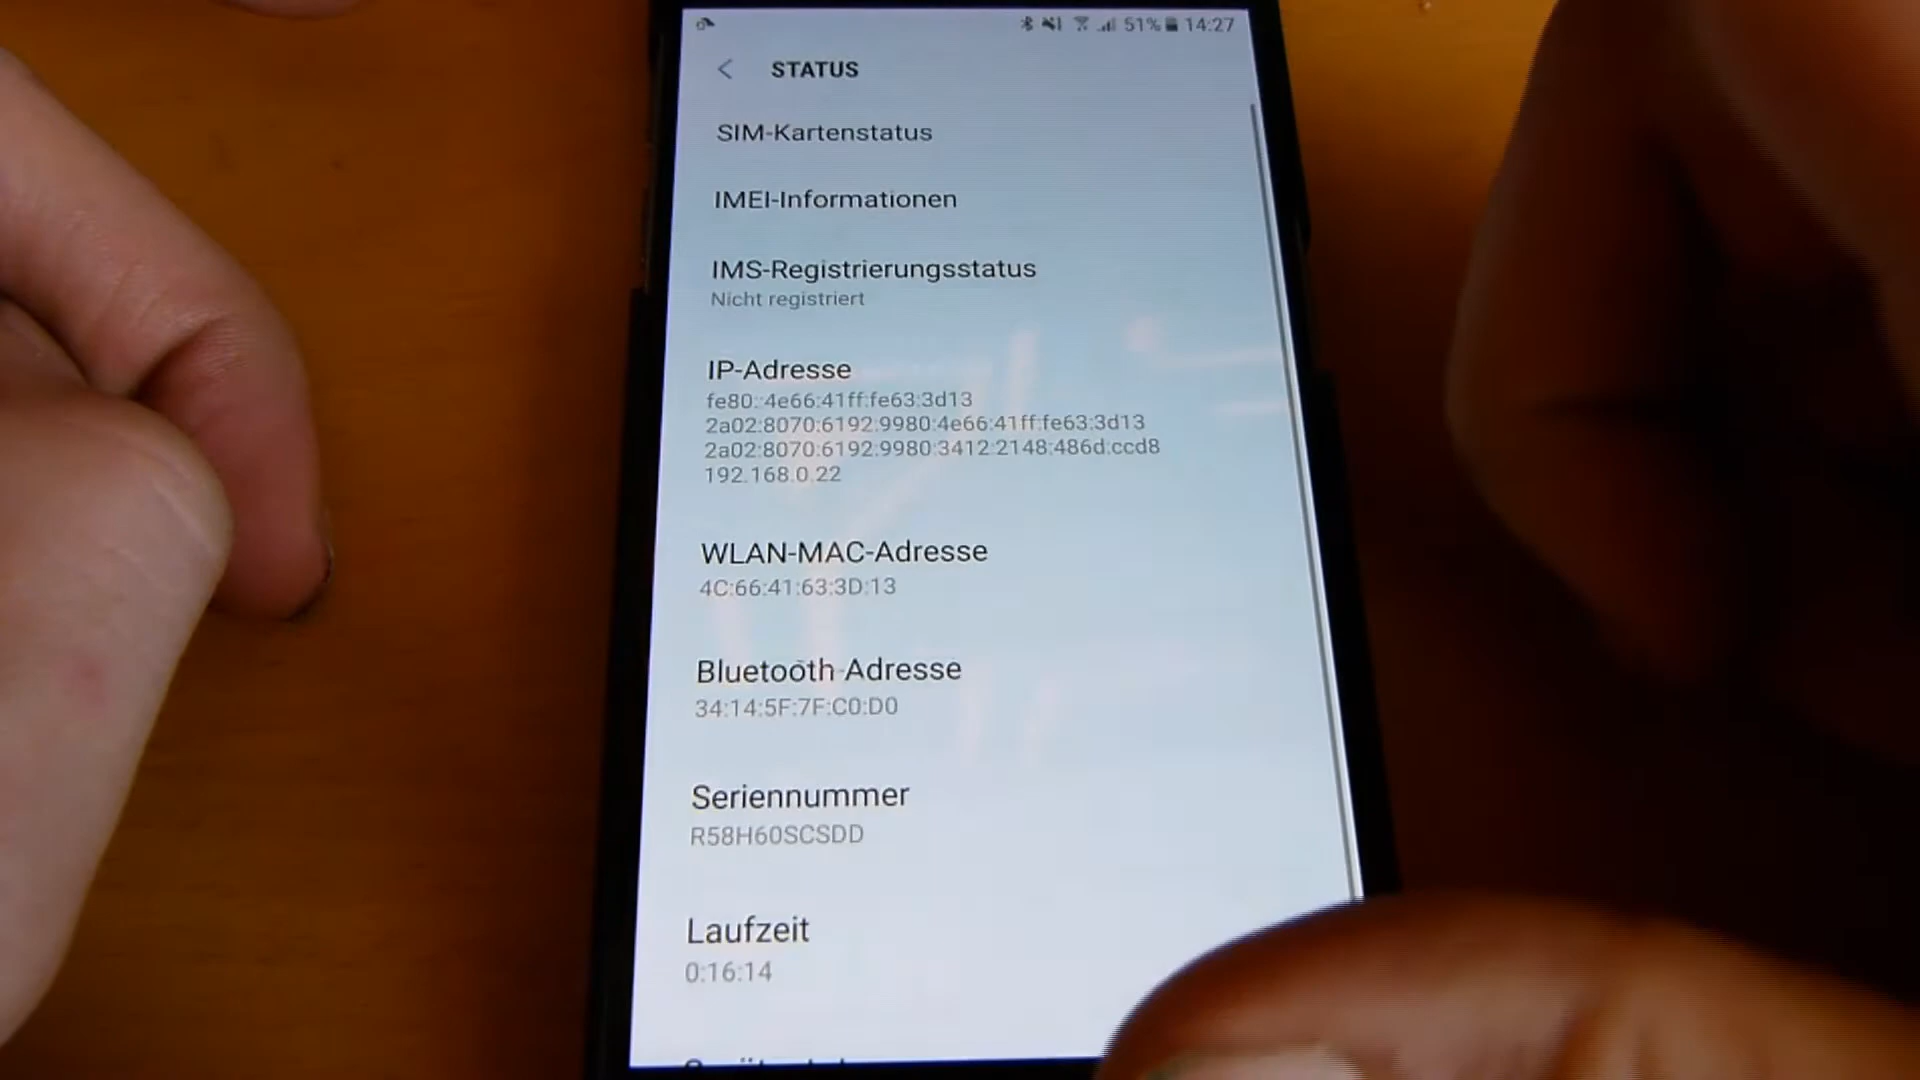 51% 14:27
STATUS
SIM-Kartenstatus
IMEI-Informationen
IMS-Registrierungsstatus
Nicht registriert
IP-Adresse
fe80::4e66:41ff:fe63:3d13
2a02:8070:6192:9980:4e66:41ff:fe63:3d13
2a02:8070:6192:9980:3412:2148:486d:ccd8
192.168.0.22
WLAN-MAC-Adresse
4C:66:41:63:3D:13
Bluetooth-Adresse
34:14:5F:7F:C0:D0
Seriennummer
R58H60SCSDD
Laufzeit
0:16:14